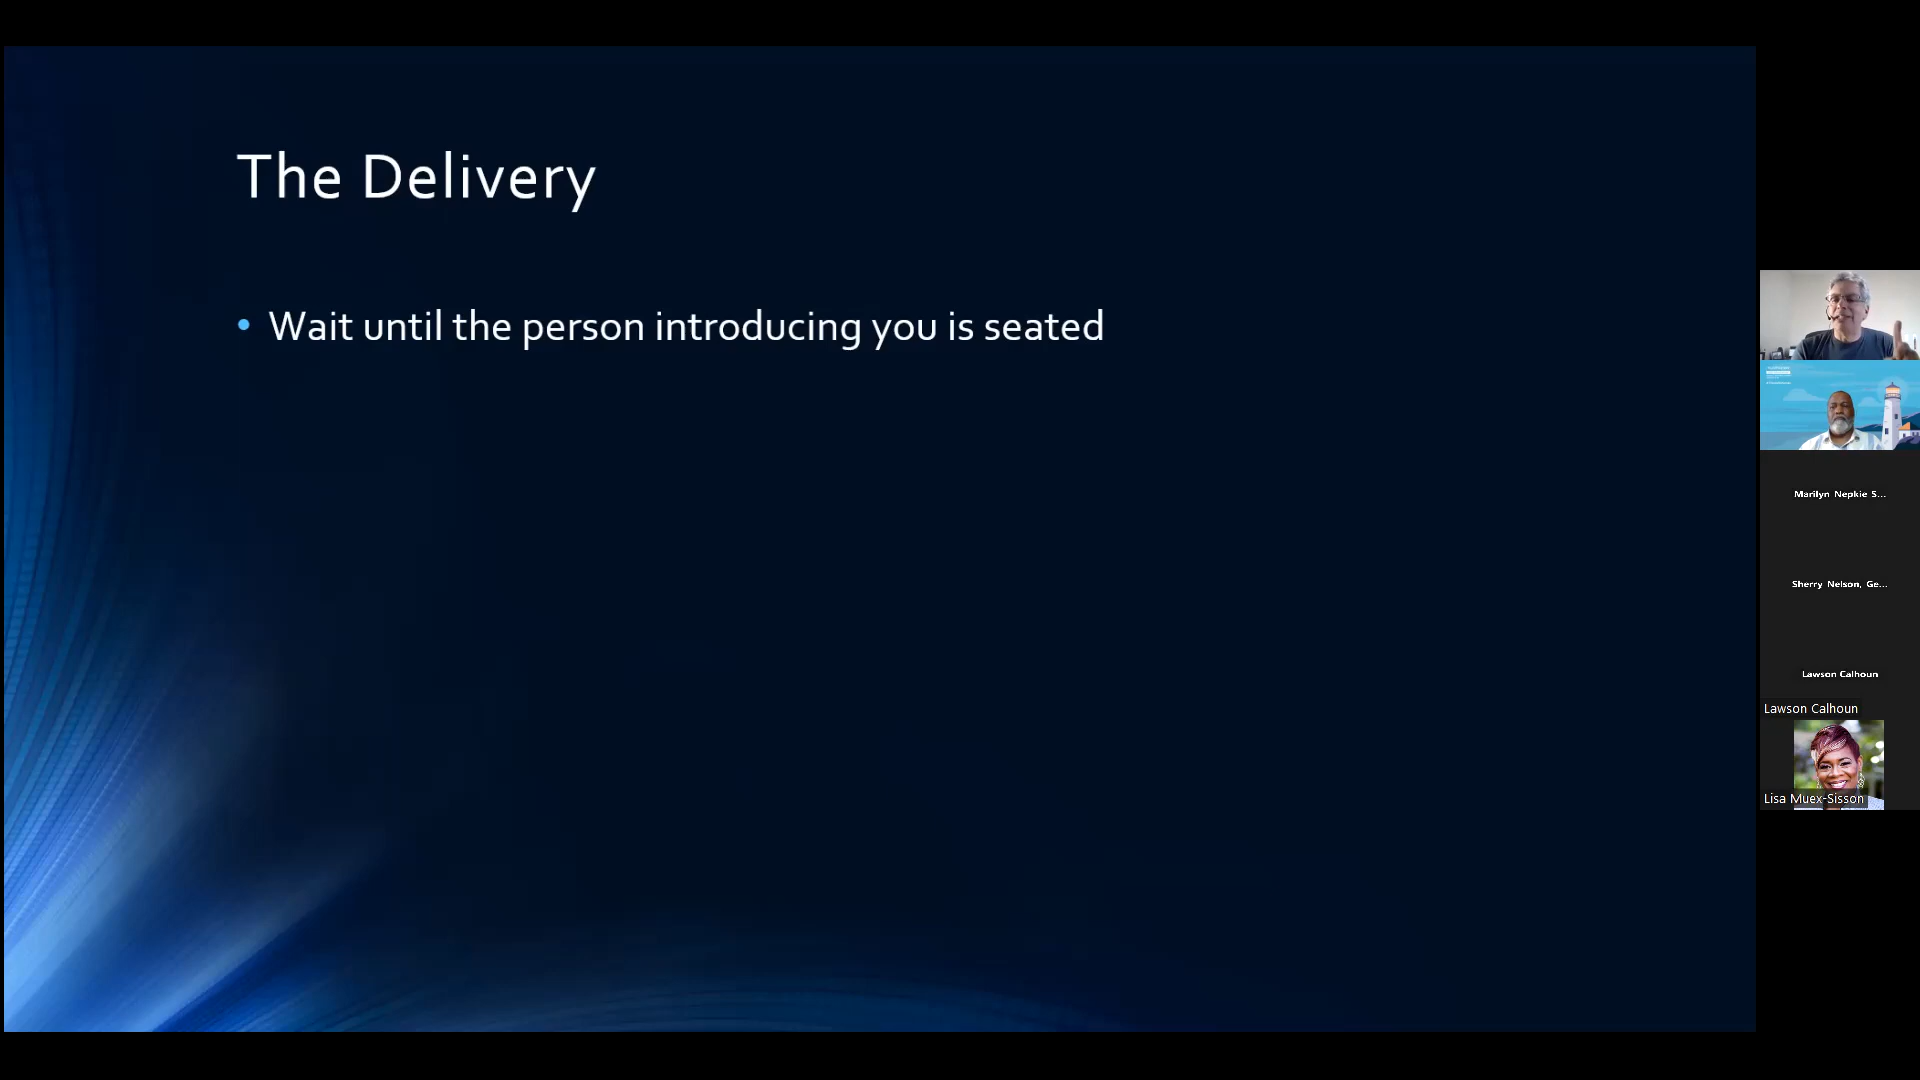 The Delivery
• Wait until the person introducing you is seated
Marilyn Nepkie S...
Sherry Nelson, Ge...
Lawson Calhoun
Lawson Calhoun
Lisa Muex-Sisson